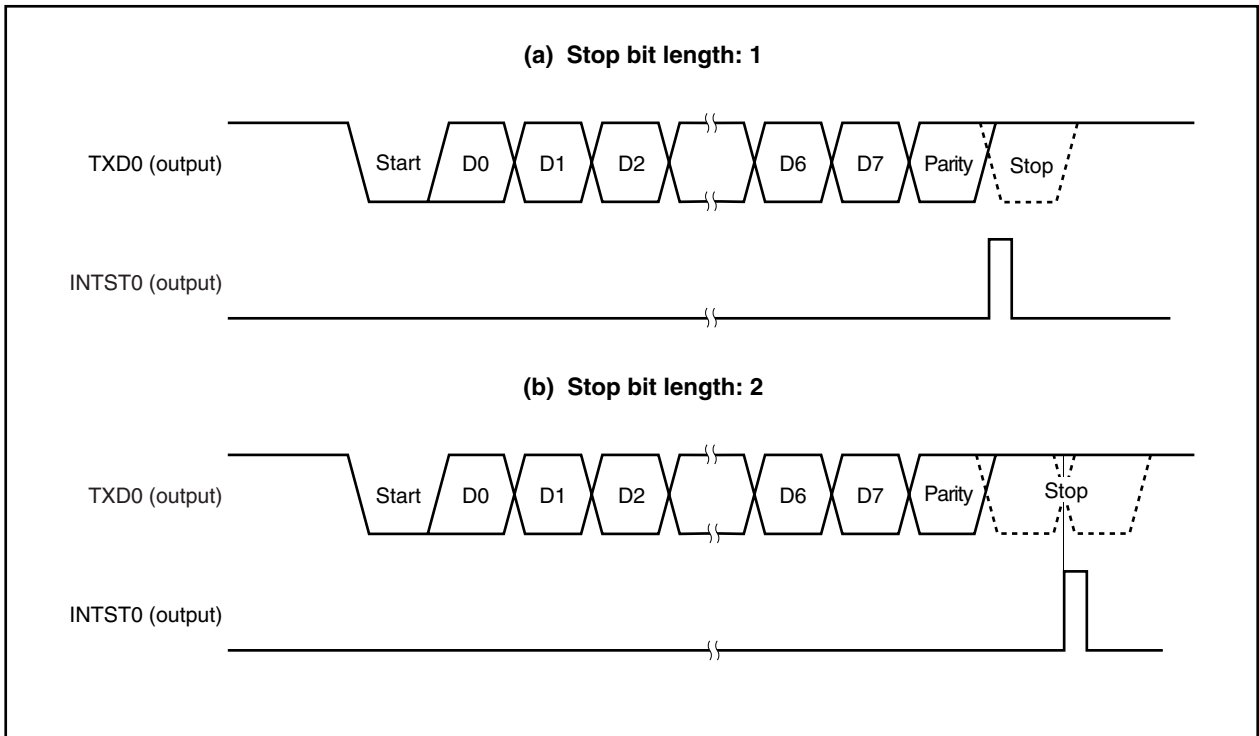 (a) Stop bit length: 1
TXD0 (output) Start D0 D1 D2 D6 D7 Parity Stop
INTST0 (output)
(b) Stop bit length: 2
TXD0 (output) Start D0 D1 D2 D6 D7 Parity Stop
INTST0 (output)